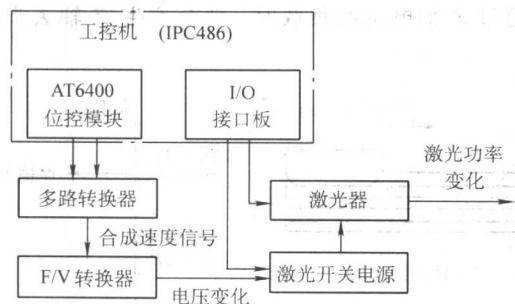 工控机 (IPC486)
AT6400
位控模块
I/O
接口板
激光功率
变化
多路转换器
激光器
合成速度信号
F/V 转换器
电压变化
激光开关电源